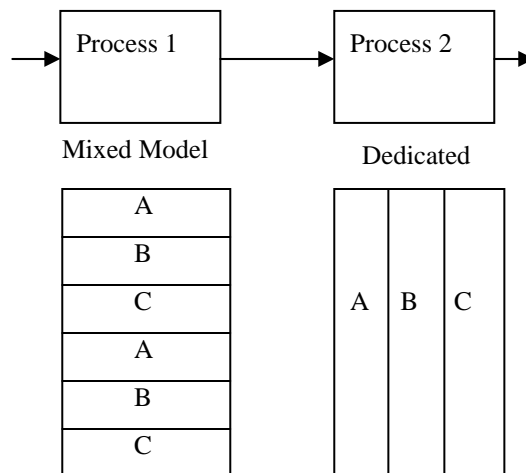 Process 1
Process 2
Mixed Model
Dedicated
A
B
C
A
B
C
A B C